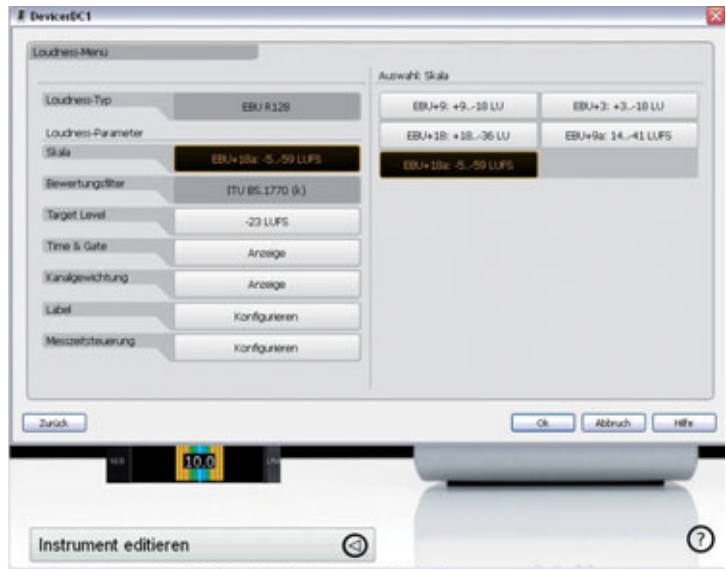 DevicerDC1
Loudness-Menü
Loudness-Typ
EBU R128
Loudness-Parameter
Skala
EBU+18a: -5..-59 LUFS
Bewertungsfilter
ITU BS.1770 (k)
Target Level
-23 LUFS
Time & Gate
Anzeige
Kanalgewichtung
Anzeige
Label
Konfigurieren
Messzeitsteuerung
Konfigurieren
Auswahl: Skala
EBU+9: +9..-18 LU
EBU+3: +3..-18 LU
EBU+18: +18..-36 LU
EBU+9a: 14..-41 LUFS
EBU+18a: -5..-59 LUFS
Zurück
Ok
Abbruch
Hilfe
10.0
Instrument editieren
?